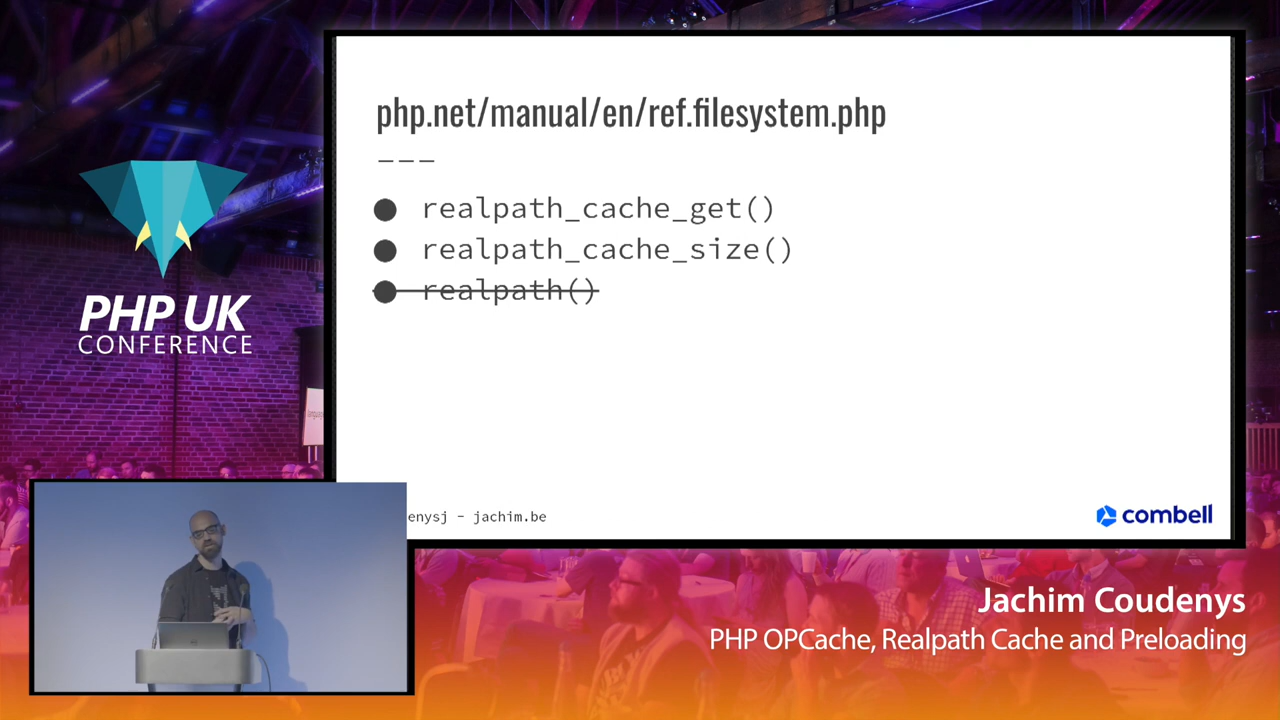 php.net/manual/en/ref.filesystem.php
---
● realpath_cache_get()
● realpath_cache_size()
● realpath()
enysj - jachim.be
combell
PHP UK
CONFERENCE
Jachim Coudenys
PHP OPCache, Realpath Cache and Preloading